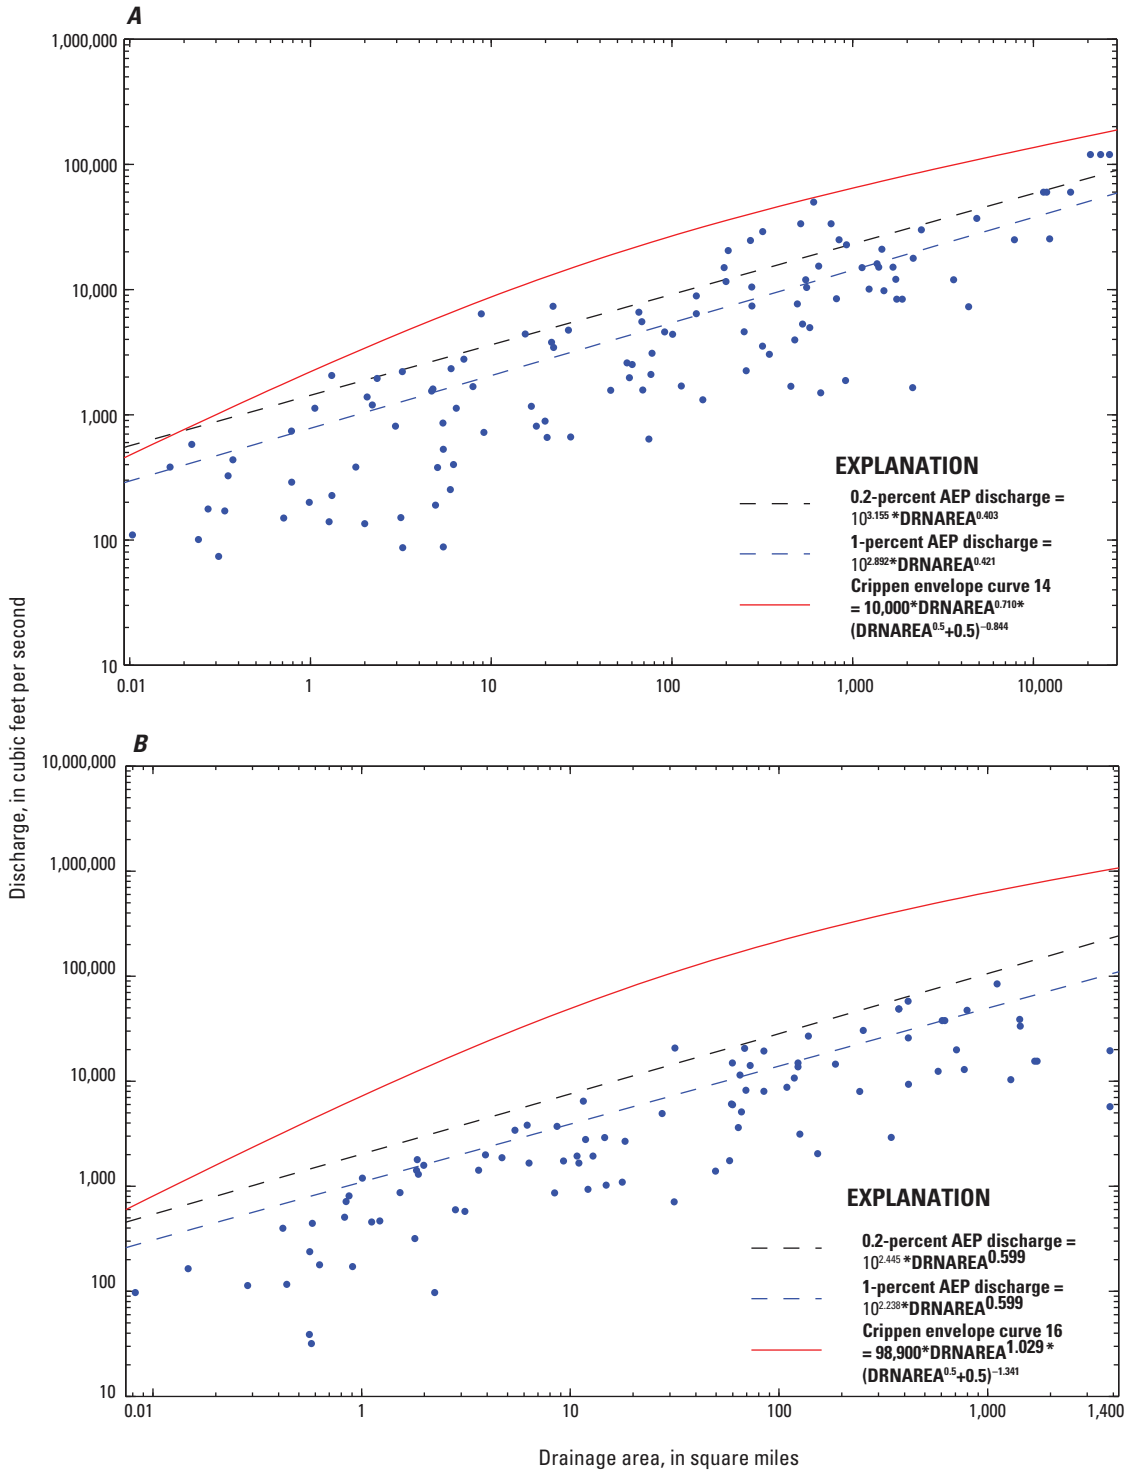 A
1,000,000
100,000
10,000
1,000
100
10
0.01
1
10
100
1,000
10,000
EXPLANATION
0.2-percent AEP discharge =
10^3.155 *DRNAREA^0.403
1-percent AEP discharge =
10^2.892*DRNAREA^0.421
Crippen envelope curve 14
= 10,000*DRNAREA^0.710*
(DRNAREA^0.5+0.5)^–0.844
Discharge, in cubic feet per second
B
10,000,000
1,000,000
100,000
10,000
1,000
100
10
0.01
1
10
100
1,000
1,400
EXPLANATION
0.2-percent AEP discharge =
10^2.445 *DRNAREA^0.599
1-percent AEP discharge =
10^2.238*DRNAREA^0.599
Crippen envelope curve 16
= 98,900*DRNAREA^1.029 *
(DRNAREA^0.5+0.5)^–1.341
Drainage area, in square miles